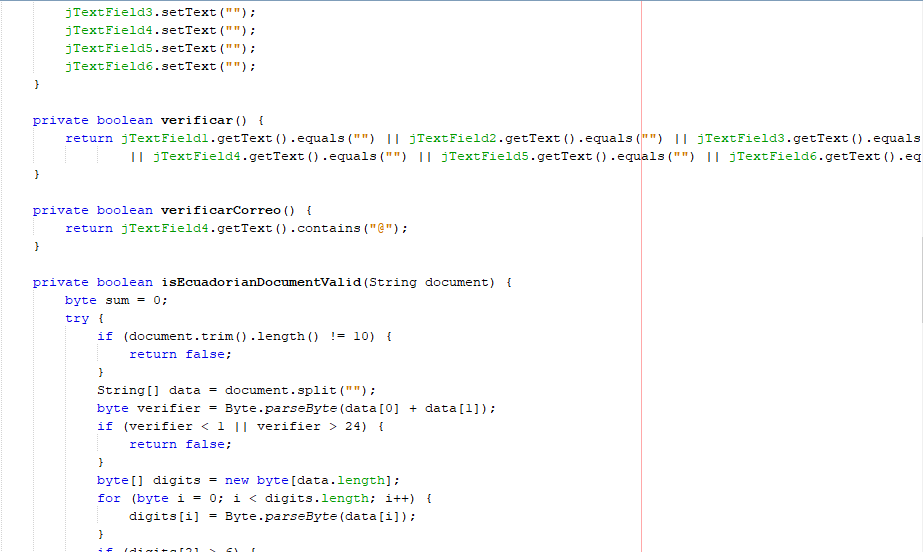 jTextField3.setText("");
        jTextField4.setText("");
        jTextField5.setText("");
        jTextField6.setText("");
    }

    private boolean verificar() {
        return jTextField1.getText().equals("") || jTextField2.getText().equals("") || jTextField3.getText().equals
                || jTextField4.getText().equals("") || jTextField5.getText().equals("") || jTextField6.getText().eq
    }

    private boolean verificarCorreo() {
        return jTextField4.getText().contains("@");
    }

    private boolean isEcuadorianDocumentValid(String document) {
        byte sum = 0;
        try {
            if (document.trim().length() != 10) {
                return false;
            }
            String[] data = document.split("");
            byte verifier = Byte.parseByte(data[0] + data[1]);
            if (verifier < 1 || verifier > 24) {
                return false;
            }
            byte[] digits = new byte[data.length];
            for (byte i = 0; i < digits.length; i++) {
                digits[i] = Byte.parseByte(data[i]);
            }
            if (digits[2] > 6) {